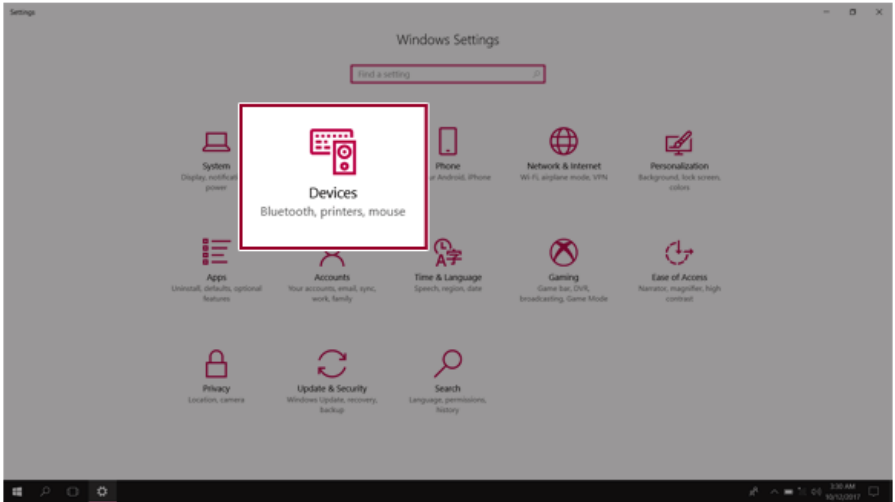 Settings
Windows Settings
Find a setting
System
Display, notificati
power
Devices
Bluetooth, printers, mouse
Phone
ur Android, iPhone
Network & Internet
Wi-Fi, airplane mode, VPN
Personalization
Background, lock screen,
colors
Apps
Uninstall, defaults, optional
features
Accounts
Your accounts, email, sync,
work, family
Time & Language
Speech, region, date
Gaming
Game bar, DVR,
broadcasting, Game Mode
Ease of Access
Narrator, magnifier, high
contrast
Privacy
Location, camera
Update & Security
Windows Update, recovery,
backup
Search
Language, permissions,
history
3:30 AM
10/12/2017